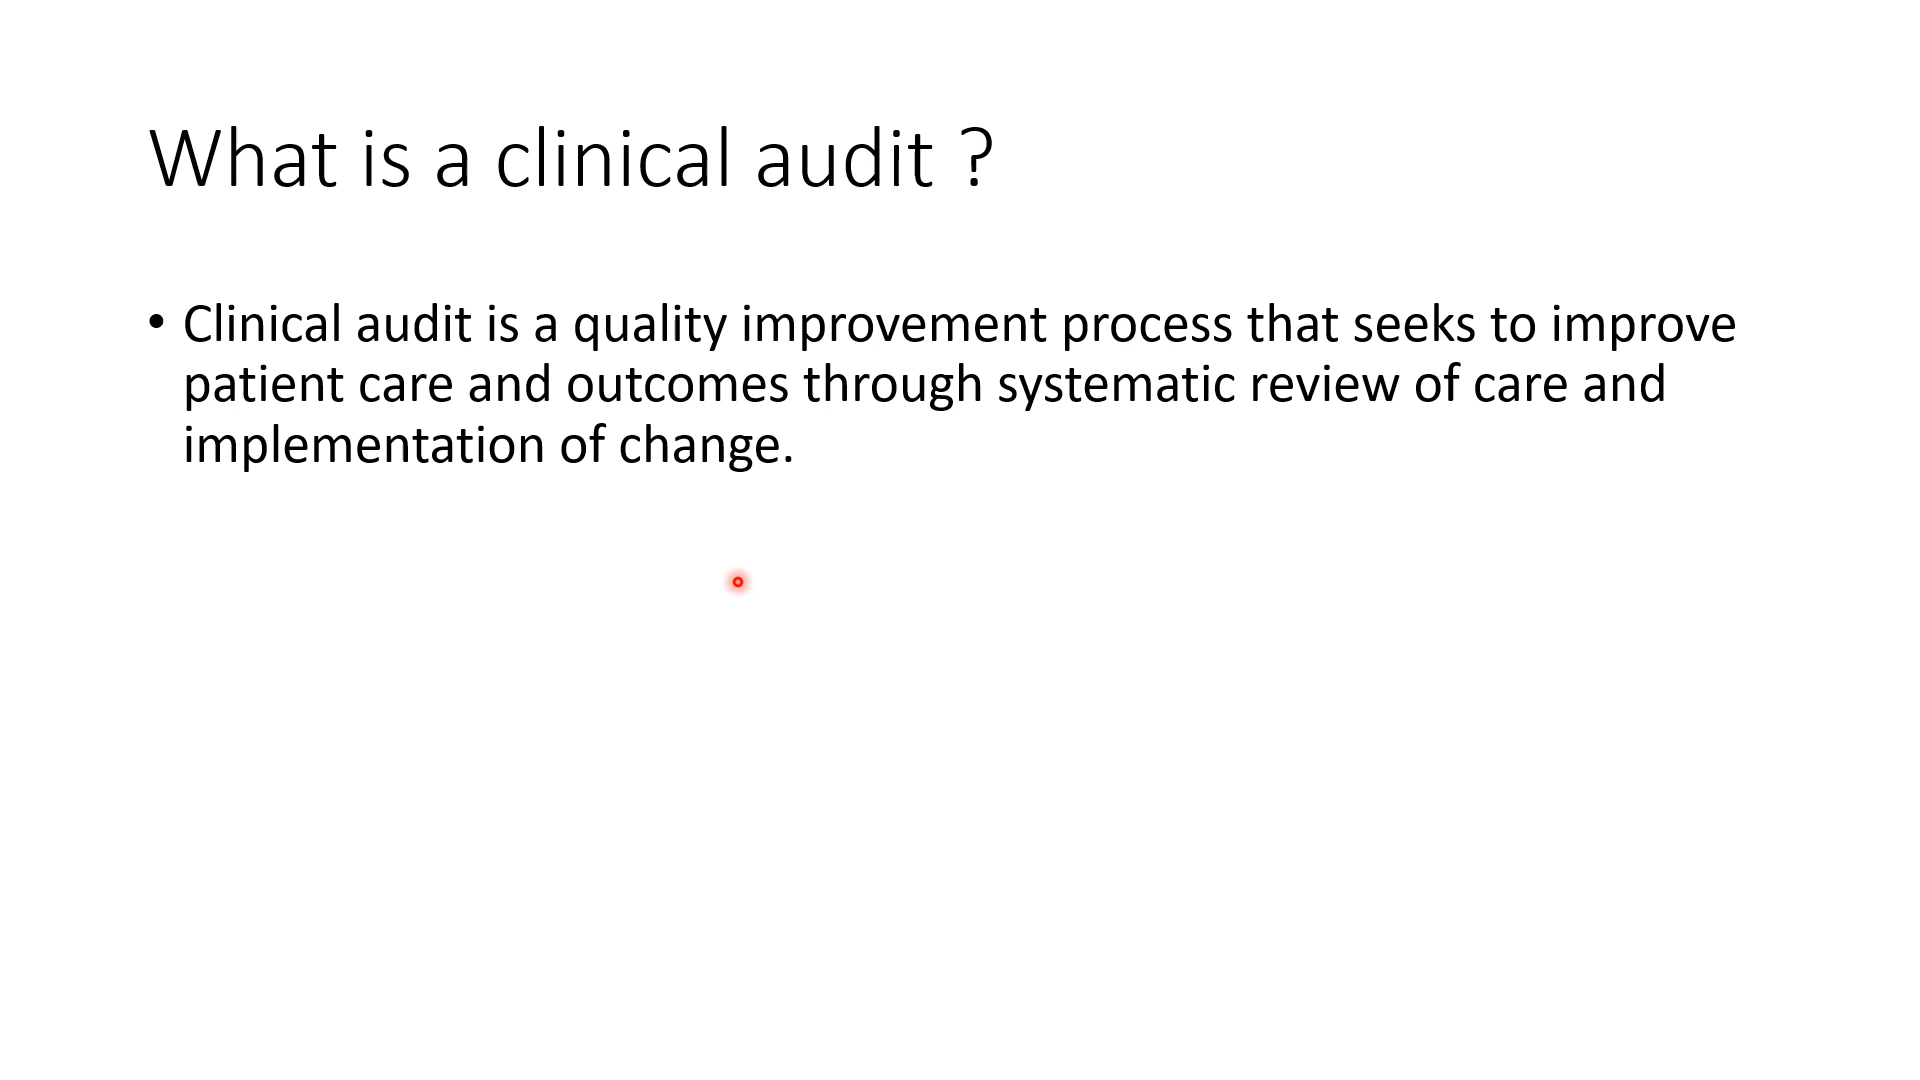 What is a clinical audit ?
• Clinical audit is a quality improvement process that seeks to improve
patient care and outcomes through systematic review of care and
implementation of change.